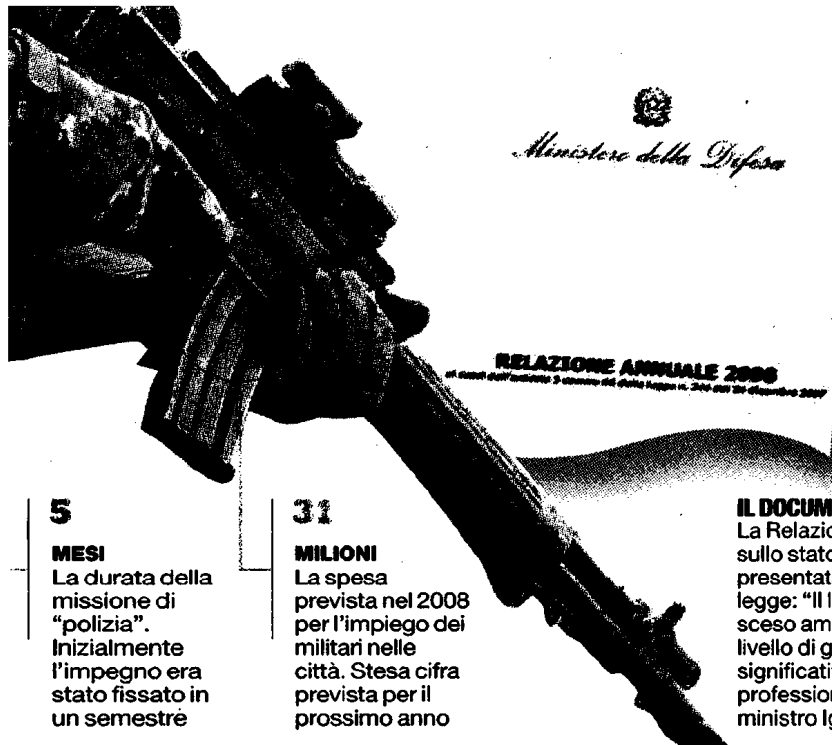 Ministero della Difesa
RELAZIONE ANNUALE 2008
5
MESI
La durata della
missione di
“polizia”.
Inizialmente
l’impegno era
stato fissato in
un semestre
31
MILIONI
La spesa
prevista nel 2008
per l’impiego dei
militari nelle
città. Stesa cifra
prevista per il
prossimo anno
IL DOCUM
La Relazio
sullo stato
presentat
legge: “Il l
sceso am
livello di g
significati
profession
ministro Ig